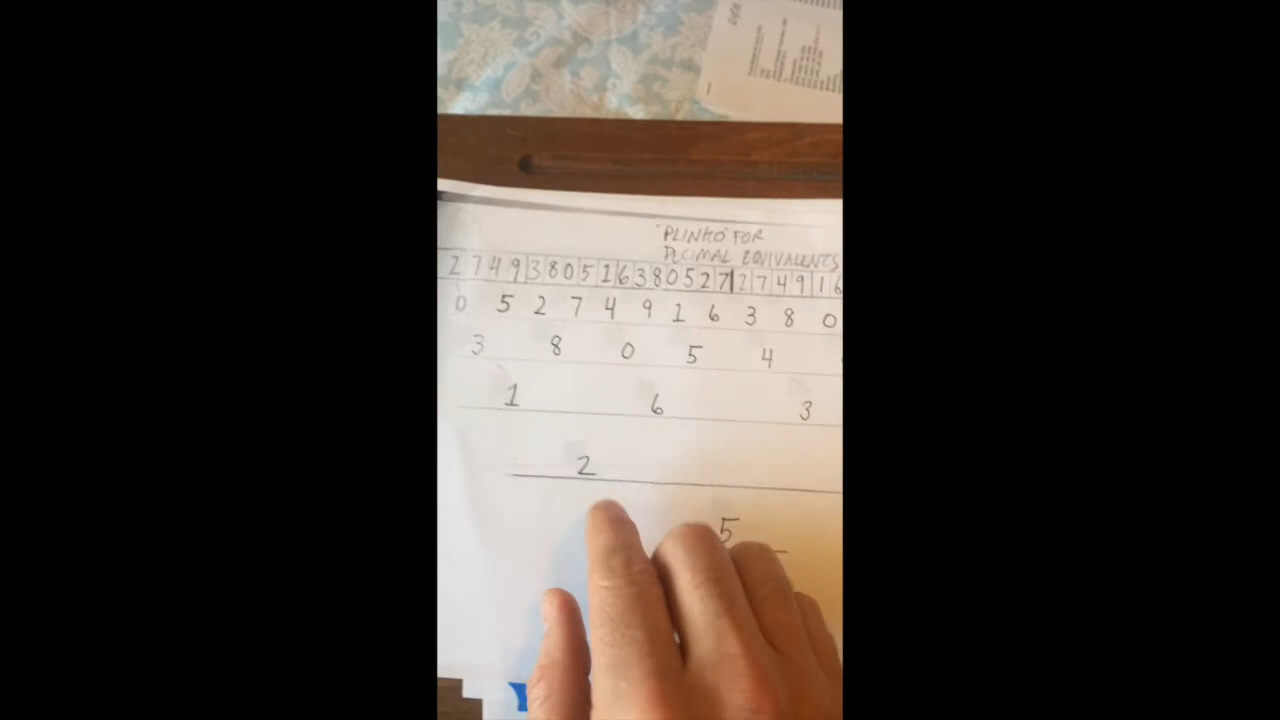 "PLINKO" FOR
DECIMAL EQUIVALENTS
2 7 4 9 3 8 0 5 1 6 3 8 0 5 2 7 2 7 4 9 1 6
0 5 2 7 4 9 1 6 3 8 0
3 8 0 5 4
1 6 3
2
5